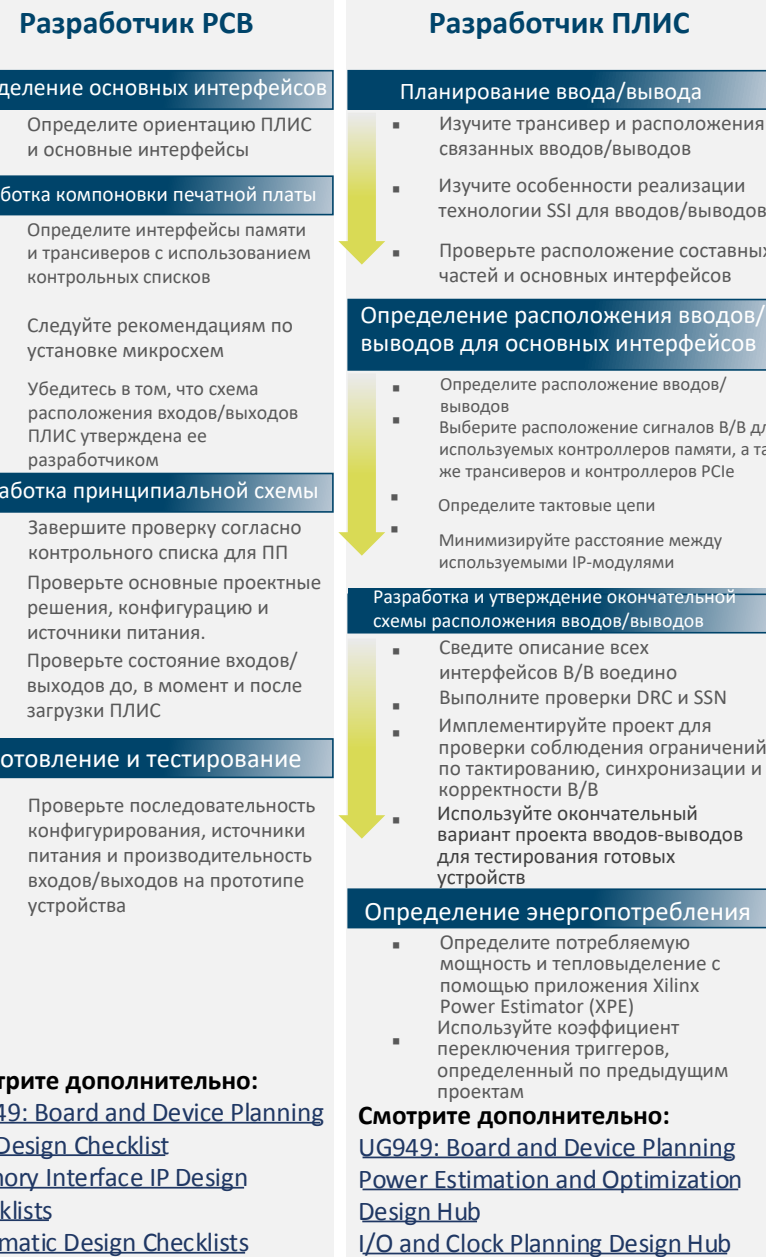 Разработчик PCB
деление основных интерфейсов
Определите ориентацию ПЛИС
и основные интерфейсы
ботка компоновки печатной платы
Определите интерфейсы памяти
и трансиверов с использованием
контрольных списков
Следуйте рекомендациям по
установке микросхем
Убедитесь в том, что схема
расположения входов/выходов
ПЛИС утверждена ее
разработчиком
аботка принципиальной схемы
Завершите проверку согласно
контрольного списка для ПП
Проверьте основные проектные
решения, конфигурацию и
источники питания.
Проверьте состояние входов/
выходов до, в момент и после
загрузки ПЛИС
отовление и тестирование
Проверьте последовательность
конфигурирования, источники
питания и производительность
входов/выходов на прототипе
устройства
трите дополнительно:
49: Board and Device Planning
Design Checklist
ory Interface IP Design
klists
matic Design Checklists
Разработчик ПЛИС
Планирование ввода/вывода
Изучите трансивер и расположения
связанных вводов/выводов
Изучите особенности реализации
технологии SSI для вводов/выводов
Проверьте расположение составных
частей и основных интерфейсов
Определение расположения вводов/
выводов для основных интерфейсов
Определите расположение вводов/
выводов
Выберите расположение сигналов В/В дл
используемых контроллеров памяти, а та
же трансиверов и контроллеров PCIe
Определите тактовые цепи
Минимизируйте расстояние между
используемыми IP-модулями
Разработка и утверждение окончательной
схемы расположения вводов/выводов
Сведите описание всех
интерфейсов В/В воедино
Выполните проверки DRC и SSN
Имплементируйте проект для
проверки соблюдения ограничений
по тактированию, синхронизации и
корректности В/В
Используйте окончательный
вариант проекта вводов-выводов
для тестирования готовых
устройств
Определение энергопотребления
Определите потребляемую
мощность и тепловыделение с
помощью приложения Xilinx
Power Estimator (XPE)
Используйте коэффициент
переключения триггеров,
определенный по предыдущим
проектам
Смотрите дополнительно:
UG949: Board and Device Planning
Power Estimation and Optimization
Design Hub
I/O and Clock Planning Design Hub